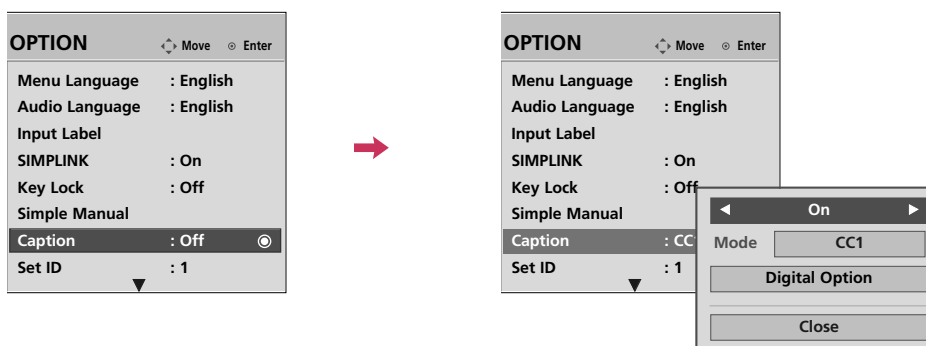 OPTION Move Enter
Menu Language : English
Audio Language : English
Input Label
SIMPLINK : On
Key Lock : Off
Simple Manual
Caption : Off
Set ID : 1
OPTION Move Enter
Menu Language : English
Audio Language : English
Input Label
SIMPLINK : On
Key Lock : Off
Simple Manual
Caption : CC
Set ID : 1
On
Mode CC1
Digital Option
Close